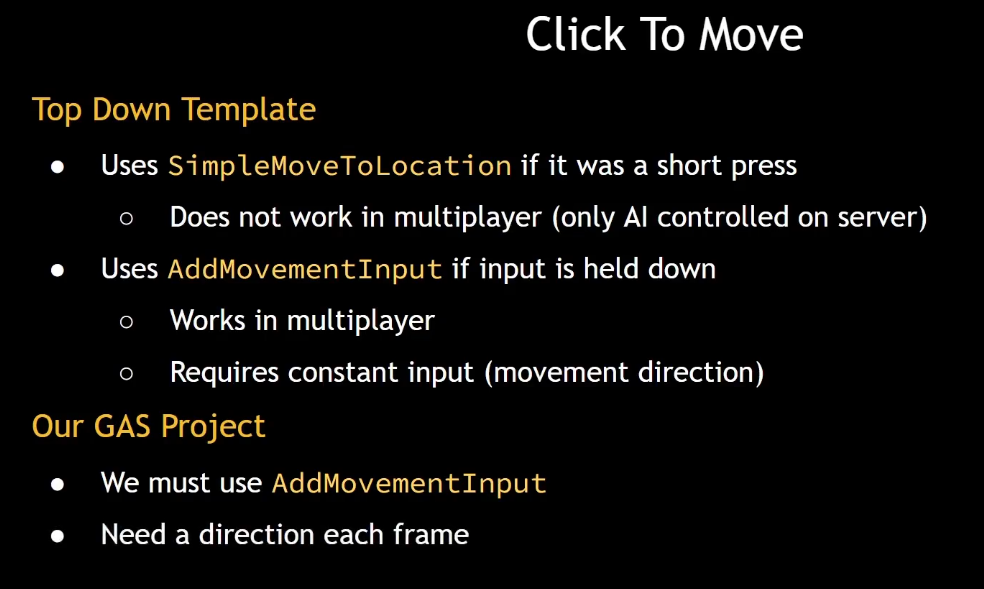 Click To Move
Top Down Template
● Uses SimpleMoveToLocation if it was a short press
○ Does not work in multiplayer (only AI controlled on server)
● Uses AddMovementInput if input is held down
○ Works in multiplayer
○ Requires constant input (movement direction)
Our GAS Project
● We must use AddMovementInput
● Need a direction each frame